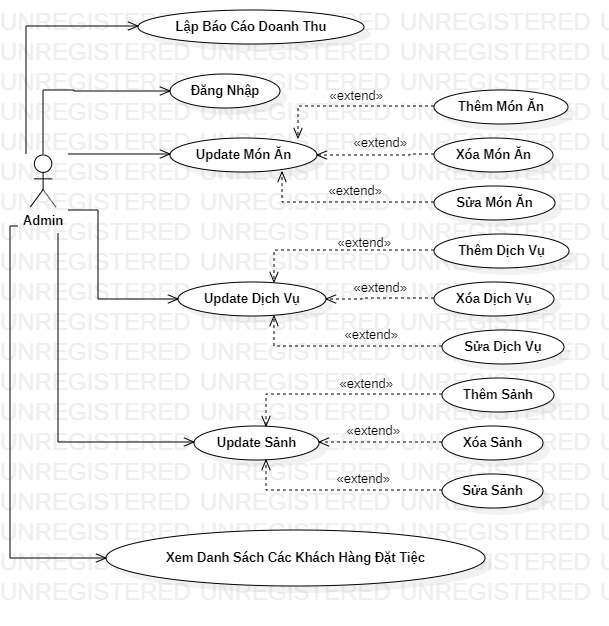 Lập Báo Cáo Doanh Thu
Đăng Nhập
«extend»
Thêm Món Ăn
«extend»
Update Món Ăn
Xóa Món Ăn
«extend»
Sửa Món Ăn
Admin
«extend»
Thêm Dịch Vụ
«extend»
Update Dịch Vụ
Xóa Dịch Vụ
«extend»
Sửa Dịch Vụ
«extend»
Thêm Sảnh
«extend»
Update Sảnh
Xóa Sảnh
«extend»
Sửa Sảnh
Xem Danh Sách Các Khách Hàng Đặt Tiệc
UNREGISTERED